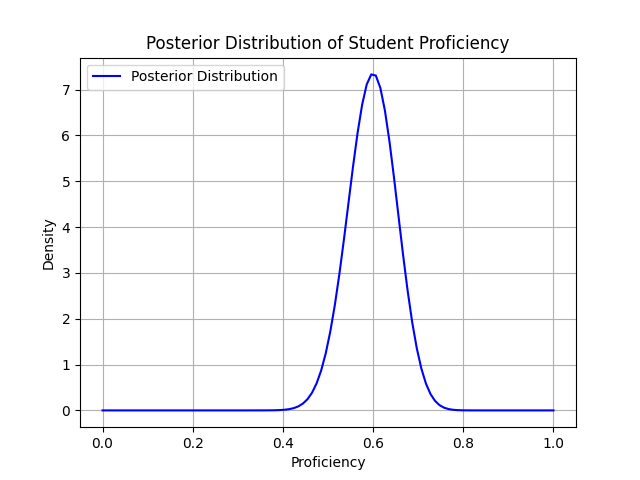 Posterior Distribution of Student Proficiency
Posterior Distribution
7
6
5
4
3
2
1
0
Density
0.0 0.2 0.4 0.6 0.8 1.0
Proficiency